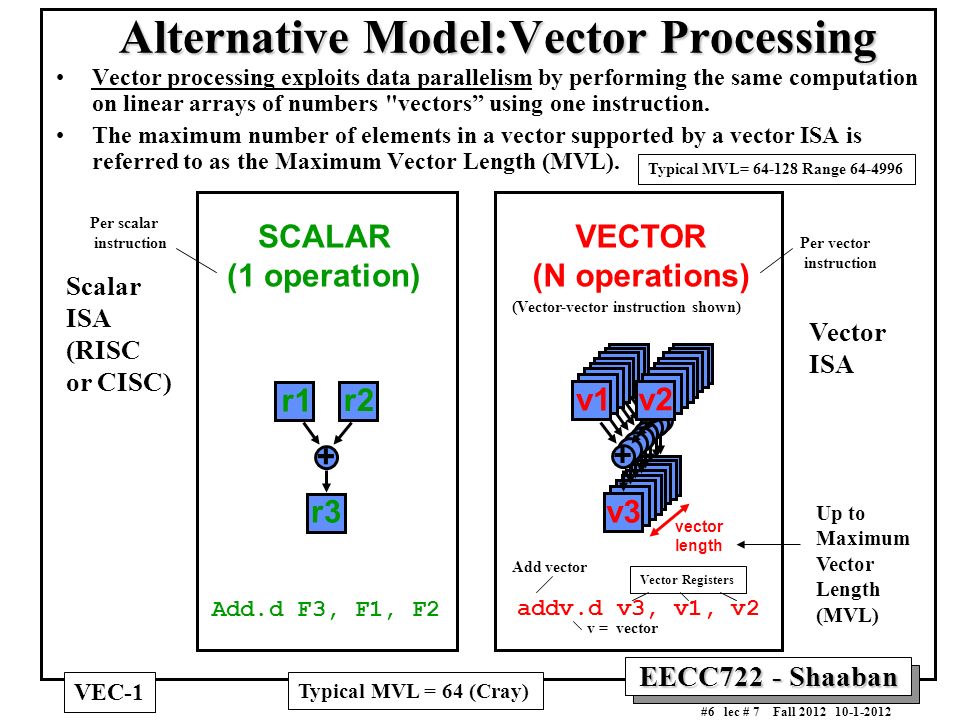 Alternative Model:Vector Processing
• Vector processing exploits data parallelism by performing the same computation
on linear arrays of numbers "vectors” using one instruction.
• The maximum number of elements in a vector supported by a vector ISA is
referred to as the Maximum Vector Length (MVL).
Typical MVL= 64-128 Range 64-4996
Per scalar
instruction
Scalar
ISA
(RISC
or CISC)
SCALAR
(1 operation)
r1 r2
+
r3
Add.d F3, F1, F2
VECTOR
(N operations)
(Vector-vector instruction shown)
v1 v2
+
v3
vector
length
Add vector
Vector Registers
addv.d v3, v1, v2
v = vector
Per vector
instruction
Vector
ISA
Up to
Maximum
Vector
Length
(MVL)
VEC-1
Typical MVL = 64 (Cray)
EECC722 - Shaaban
#6 lec # 7 Fall 2012 10-1-2012